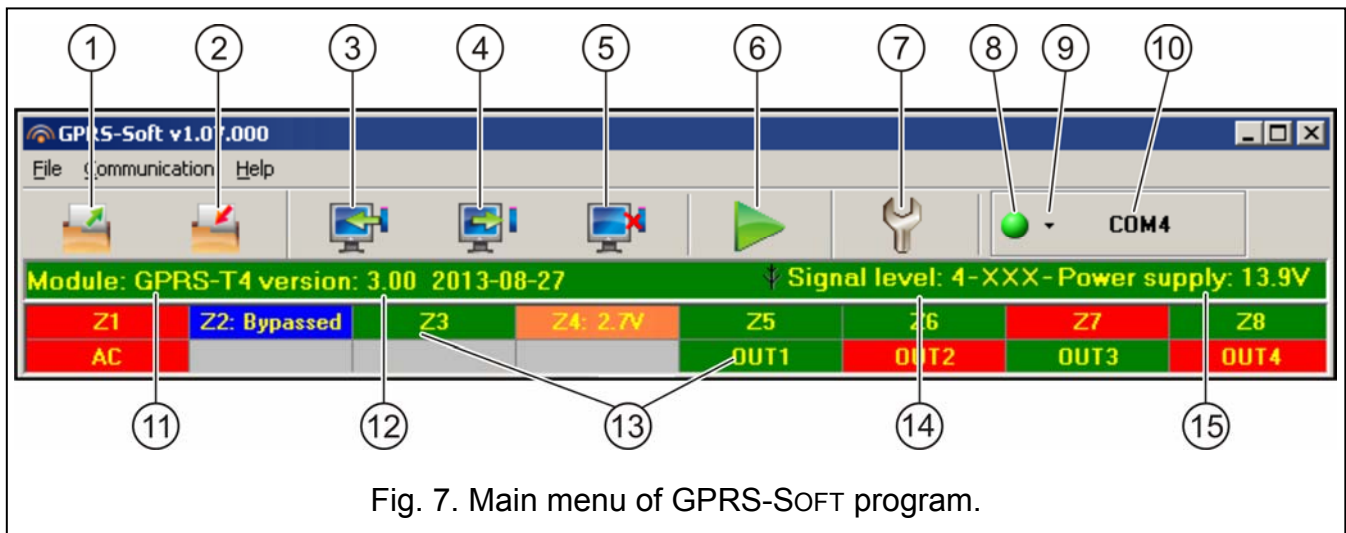 1 2 3 4 5 6 7 8 9 10
GPRS-Soft v1.07.000
File Communication Help
COM4
Module: GPRS-T4 version: 3.00 2013-08-27 Signal level: 4-XXX- Power supply: 13.9V
Z1 Z2: Bypassed Z3 Z4: 2.7V Z5 Z6 Z7 Z8
AC OUT1 OUT2 OUT3 OUT4
11 12 13 14 15
Fig. 7. Main menu of GPRS-SOFT program.